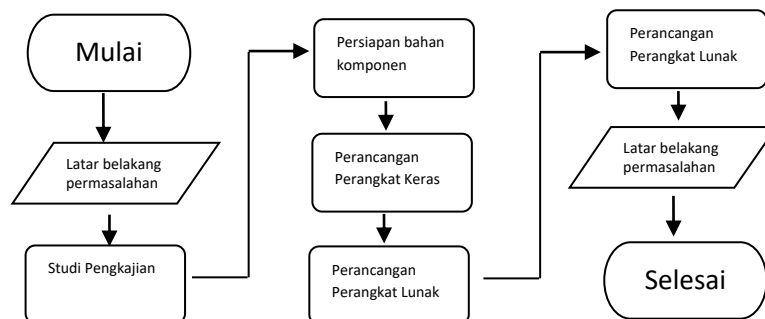 Mulai
Latar belakang
permasalahan
Studi Pengkajian
Persiapan bahan
komponen
Perancangan
Perangkat Keras
Perancangan
Perangkat Lunak
Perancangan
Perangkat Lunak
Latar belakang
permasalahan
Selesai